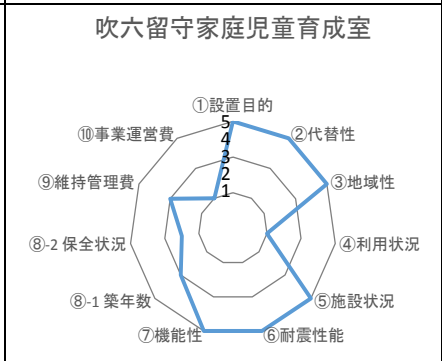 吹六留守家庭児童育成室
①設置目的
②代替性
③地域性
④利用状況
⑤施設状況
⑥耐震性能
⑦機能性
⑧-1 築年数
⑧-2 保全状況
⑨維持管理費
⑩事業運営費
5
4
3
2
1